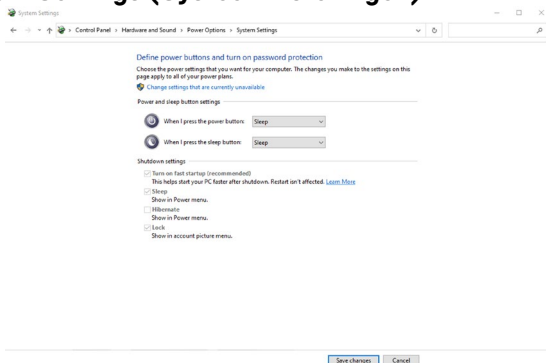 System Settings
Control Panel › Hardware and Sound › Power Options › System Settings
Define power buttons and turn on password protection
Choose the power settings that you want for your computer. The changes you make to the settings on this
page apply to all of your power plans.
Change settings that are currently unavailable
Power and sleep button settings
When I press the power button: Sleep
When I press the sleep button: Sleep
Shutdown settings
Turn on fast startup (recommended)
This helps start your PC faster after shutdown. Restart isn't affected. Learn More
Sleep
Show in Power menu.
Hibernate
Show in Power menu.
Lock
Show in account picture menu.
Save changes Cancel